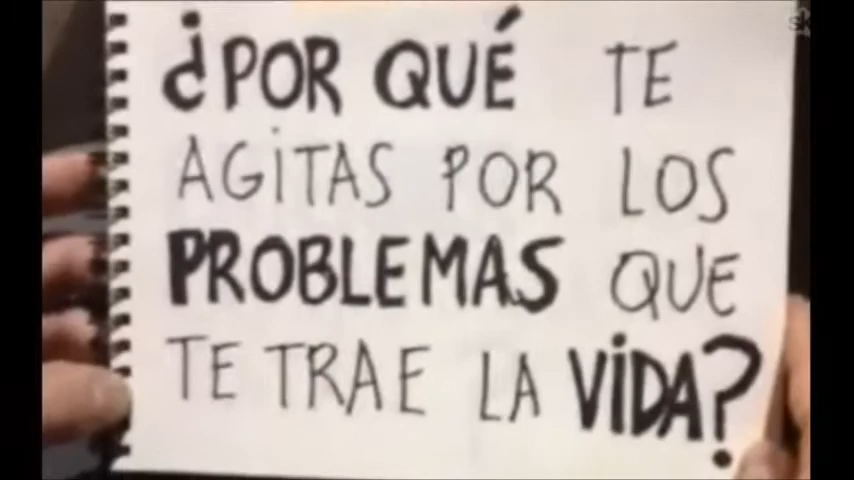 ¿POR QUÉ TE
AGITAS POR LOS
PROBLEMAS QUE
TE TRAE LA VIDA?